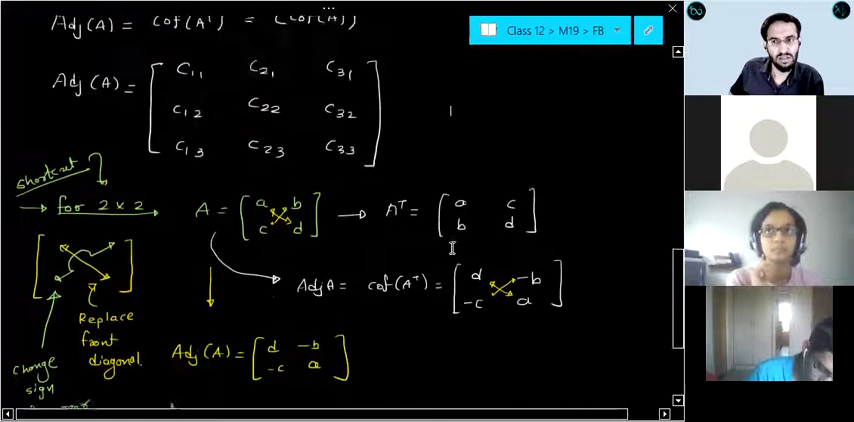 Adj(A) = Cof(Aᵀ) = [Cof(A)]
Class 12 > M19 > FB
Adj(A) = [ C₁₁ C₂₁ C₃₁
C₁₂ C₂₂ C₃₂
C₁₃ C₂₃ C₃₃ ]
shortcut
→ for 2 x 2
A = [ a b
c d ] → Aᵀ = [ a c
b d ]
AdjA = cof(Aᵀ) = [ d -b
-c a ]
Replace
front
diagonal.
change
sign
Adj(A) = [ d -b
-c a ]